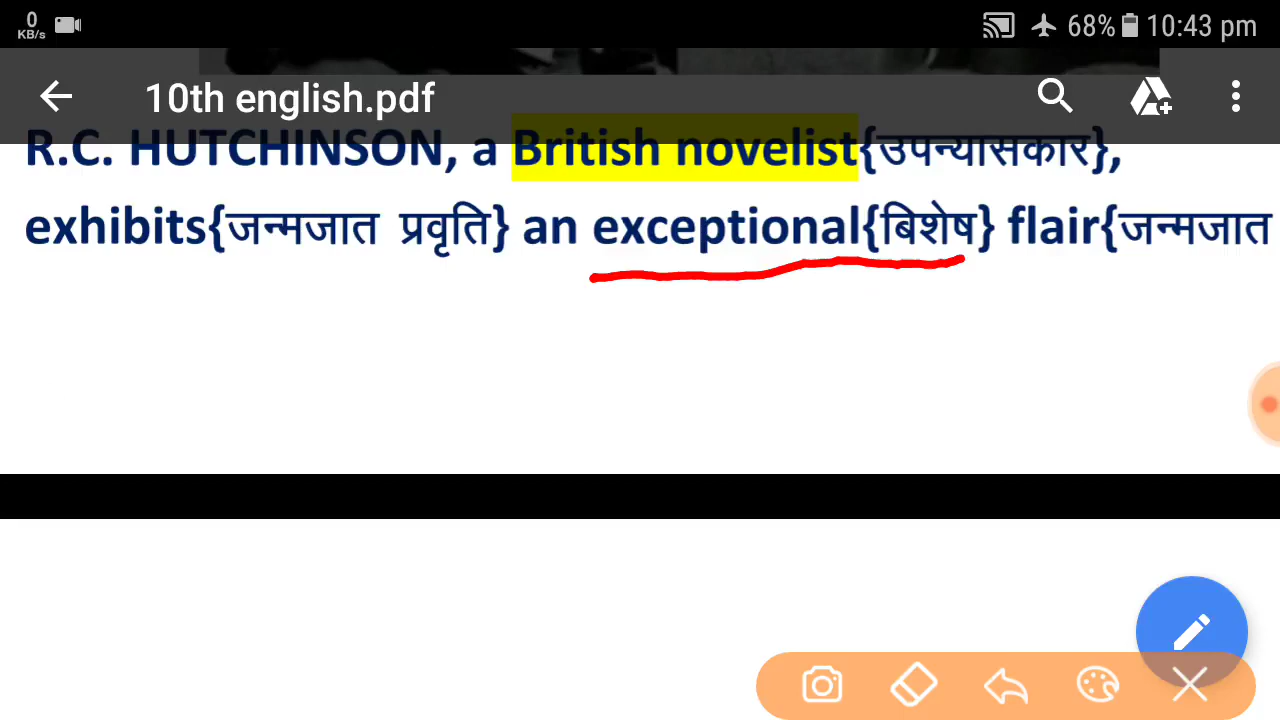 0
KB/s
68% 10:43 pm
10th english.pdf
R.C. HUTCHINSON, a British novelist{उपन्यासकार},
exhibits{जन्मजात प्रवृति} an exceptional{बिशेष} flair{जन्मजात